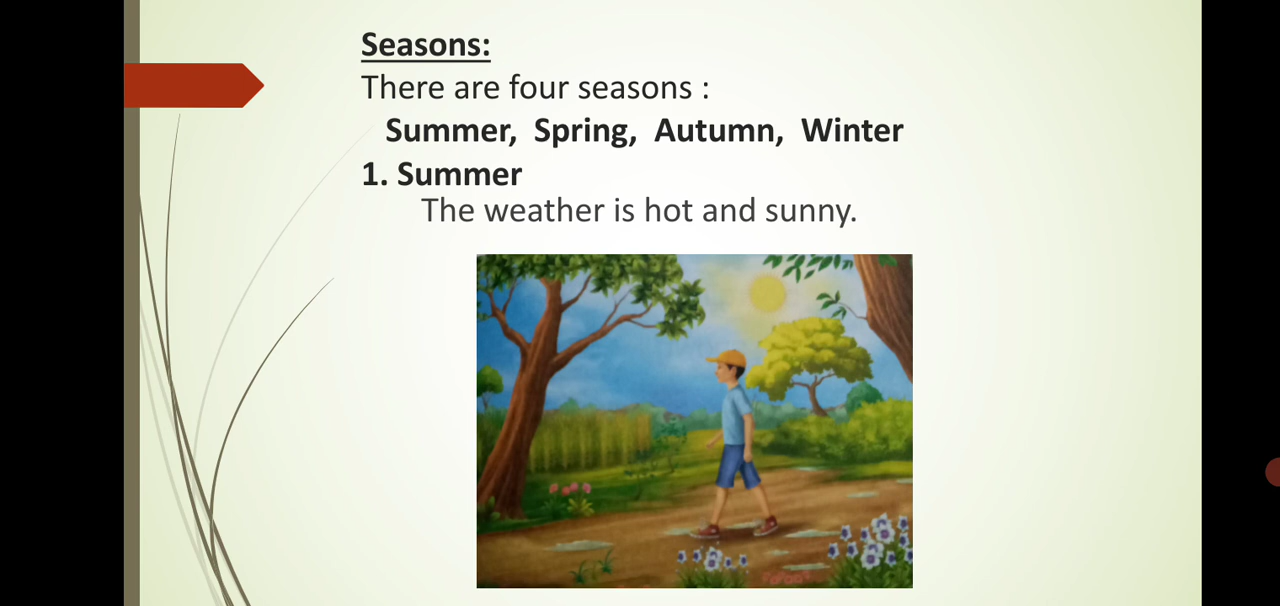 Seasons:
There are four seasons :
Summer, Spring, Autumn, Winter
1. Summer
The weather is hot and sunny.